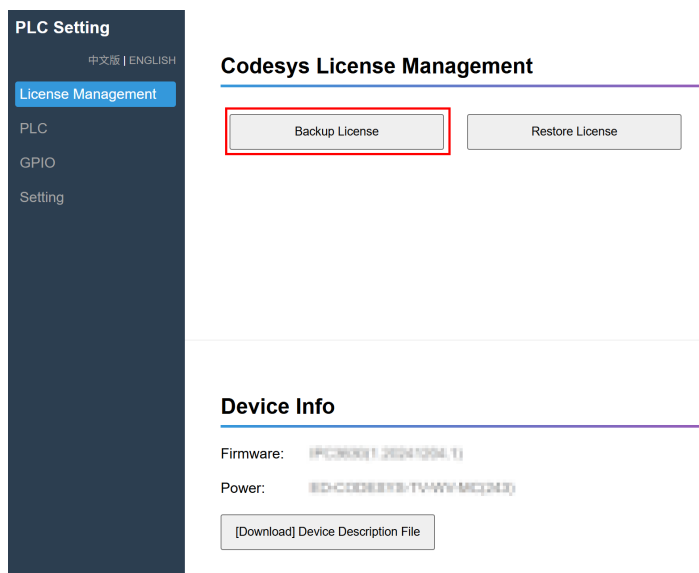 PLC Setting
中文版 | ENGLISH
License Management
PLC
GPIO
Setting
Codesys License Management
Backup License
Restore License
Device Info
Firmware:
Power:
[Download] Device Description File